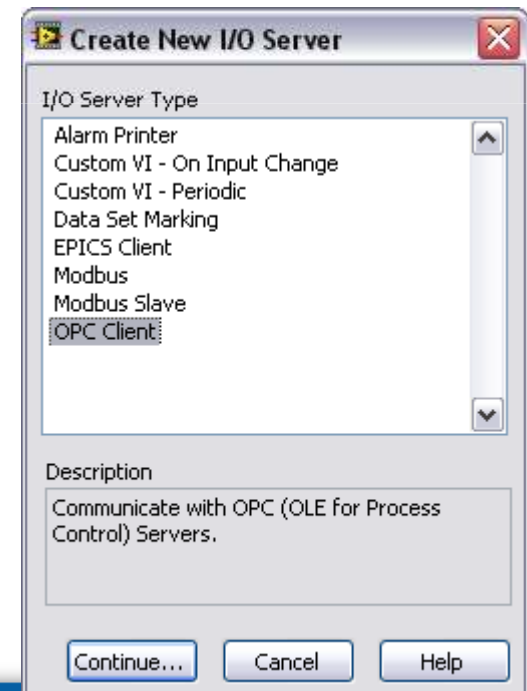 Create New I/O Server
I/O Server Type
Alarm Printer
Custom VI - On Input Change
Custom VI - Periodic
Data Set Marking
EPICS Client
Modbus
Modbus Slave
OPC Client
Description
Communicate with OPC (OLE for Process
Control) Servers.
Continue... Cancel Help